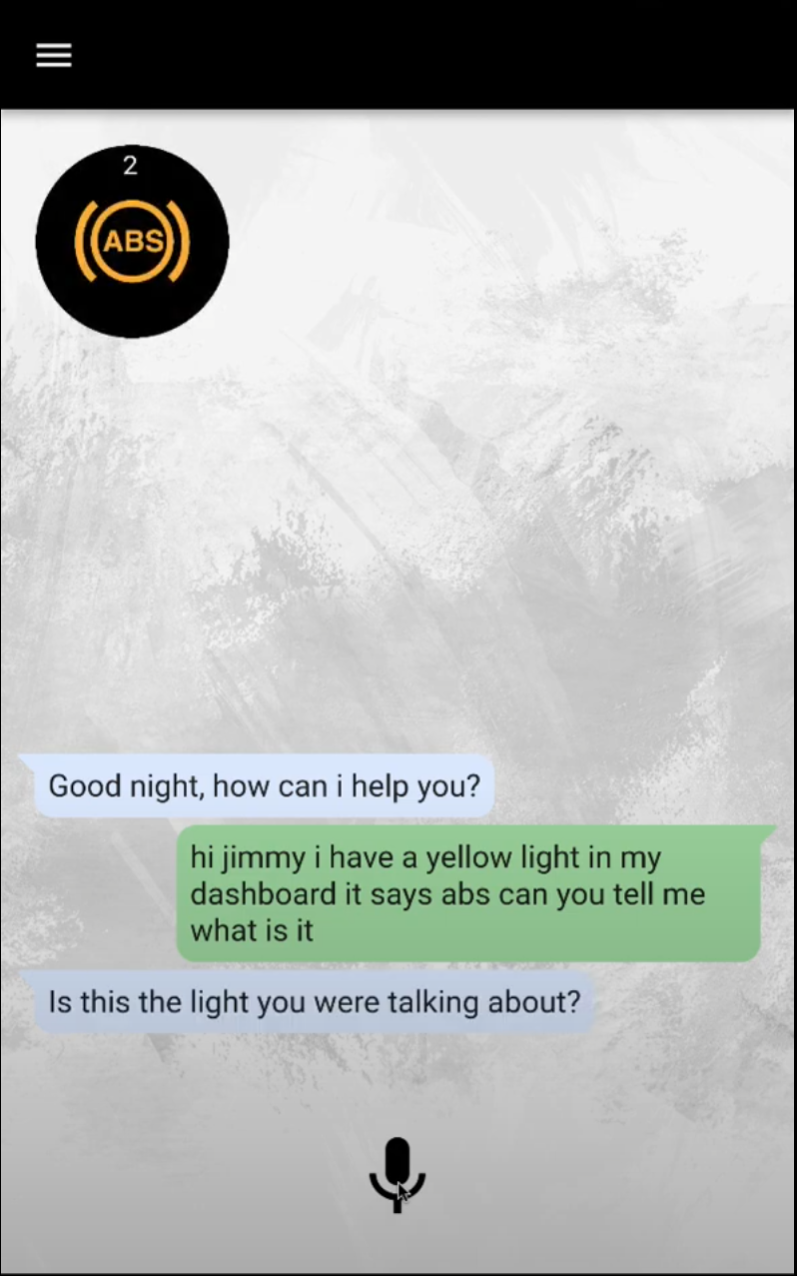 2
ABS
Good night, how can i help you?
hi jimmy i have a yellow light in my
dashboard it says abs can you tell me
what is it
Is this the light you were talking about?